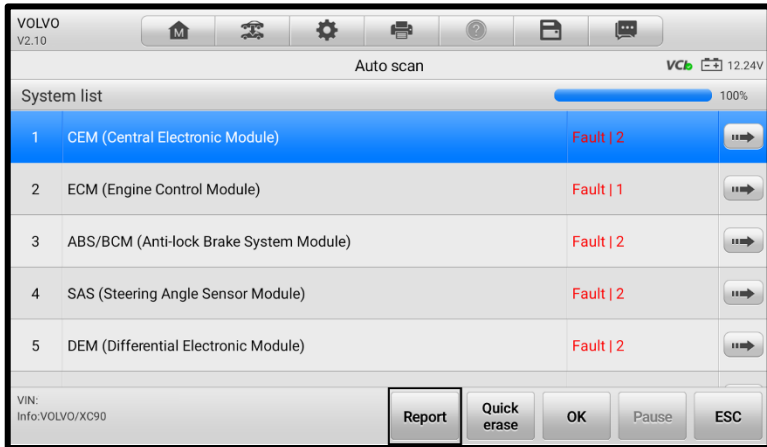 VOLVO
V2.10
M
?
Auto scan
VCI 12.24V
System list
100%
1 CEM (Central Electronic Module) Fault | 2
2 ECM (Engine Control Module) Fault | 1
3 ABS/BCM (Anti-lock Brake System Module) Fault | 2
4 SAS (Steering Angle Sensor Module) Fault | 2
5 DEM (Differential Electronic Module) Fault | 2
VIN:
Info:VOLVO/XC90
Report
Quick
erase
OK
Pause
ESC